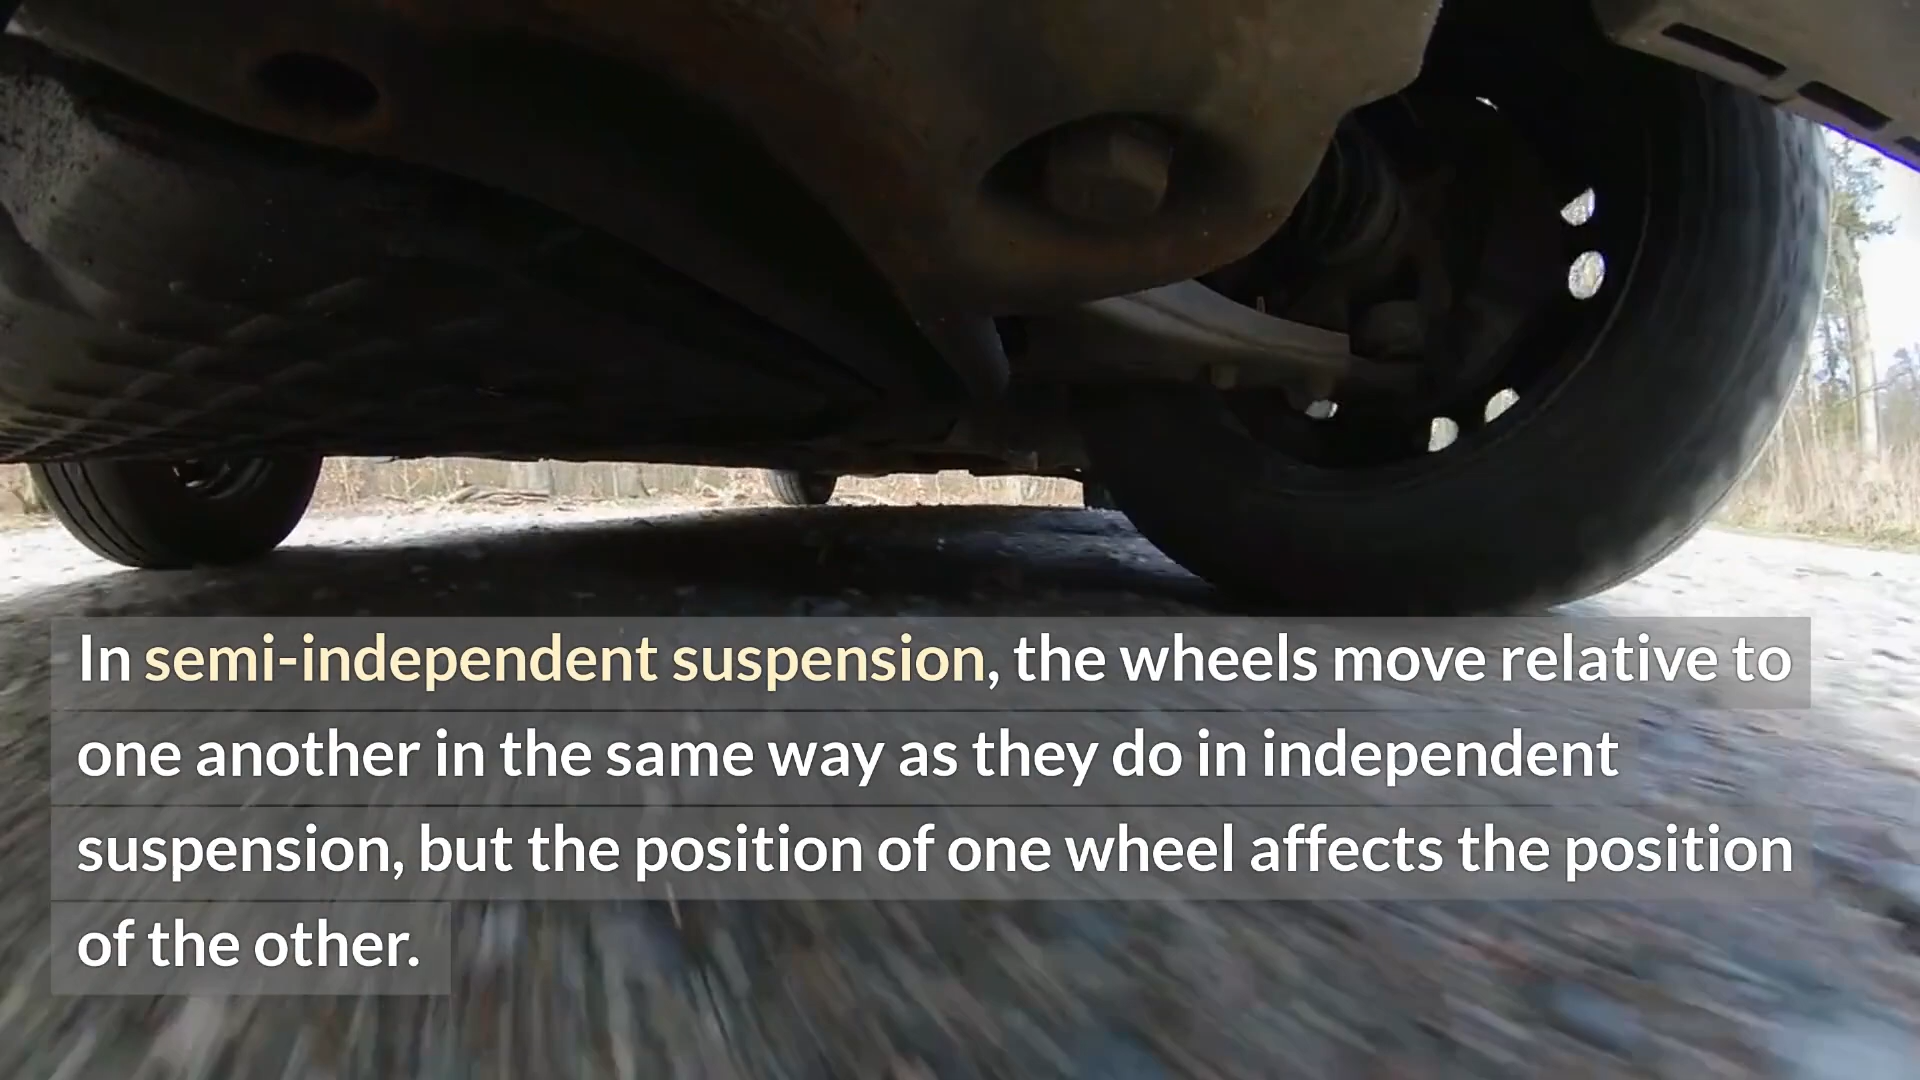 In semi-independent suspension, the wheels move relative to
one another in the same way as they do in independent
suspension, but the position of one wheel affects the position
of the other.